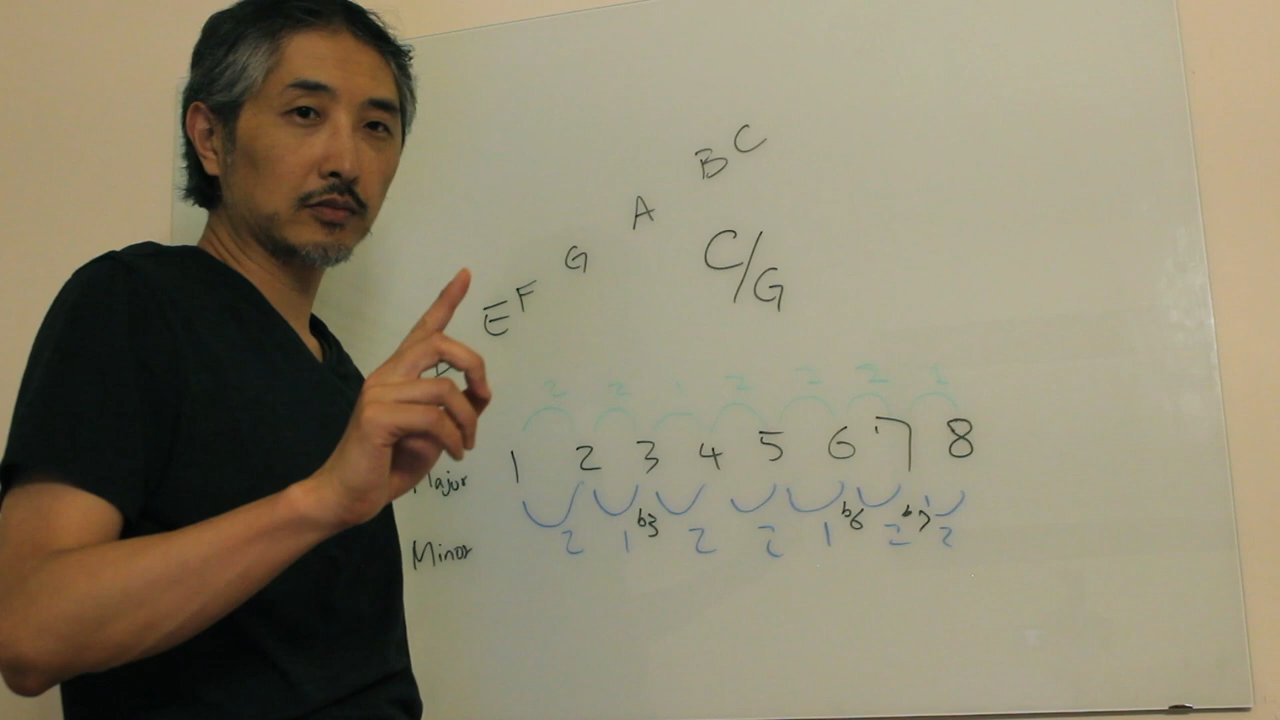 B C
A
G
E F
C/G
2 2 1 2 2 2 1
1 2 3 4 5 6 7 8
Major
b3 b6 b7
2 1 2 2 1 2 2
Minor